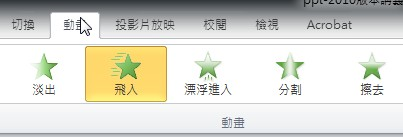 ppt-2010版本講義
切換 動畫 投影片放映 校閱 檢視 Acrobat
淡出 飛入 漂浮進入 分割 擦去
動畫